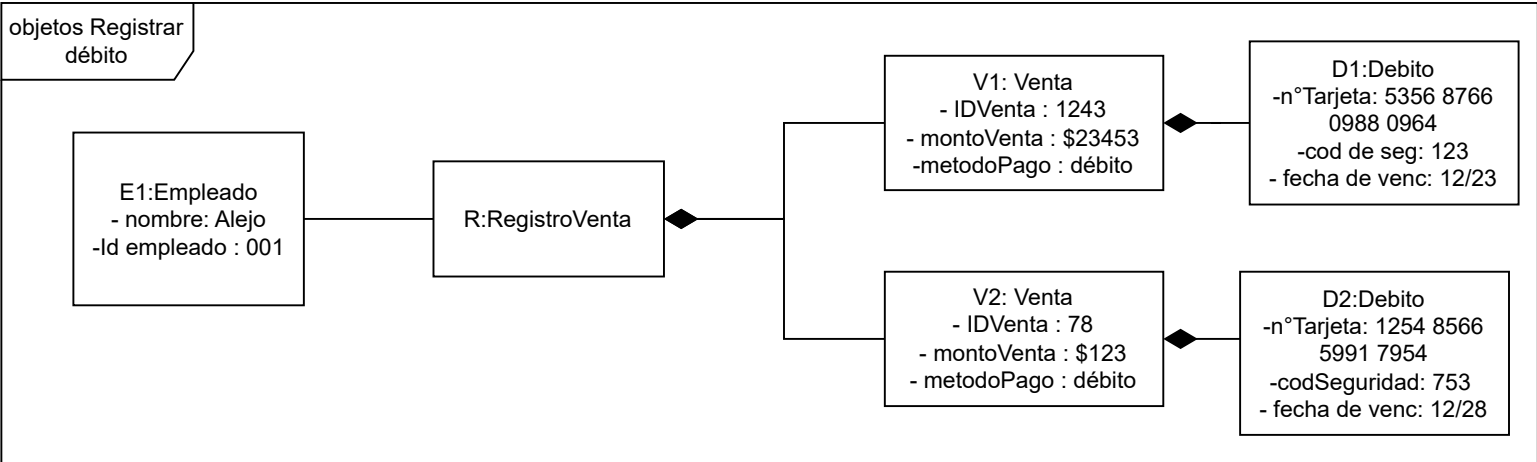 objetos Registrar
débito
E1:Empleado
- nombre: Alejo
-Id empleado : 001
R:RegistroVenta
V1: Venta
- IDVenta : 1243
- montoVenta : $23453
-metodoPago : débito
D1:Debito
-n°Tarjeta: 5356 8766
0988 0964
-cod de seg: 123
- fecha de venc: 12/23
V2: Venta
- IDVenta : 78
- montoVenta : $123
- metodoPago : débito
D2:Debito
-n°Tarjeta: 1254 8566
5991 7954
-codSeguridad: 753
- fecha de venc: 12/28